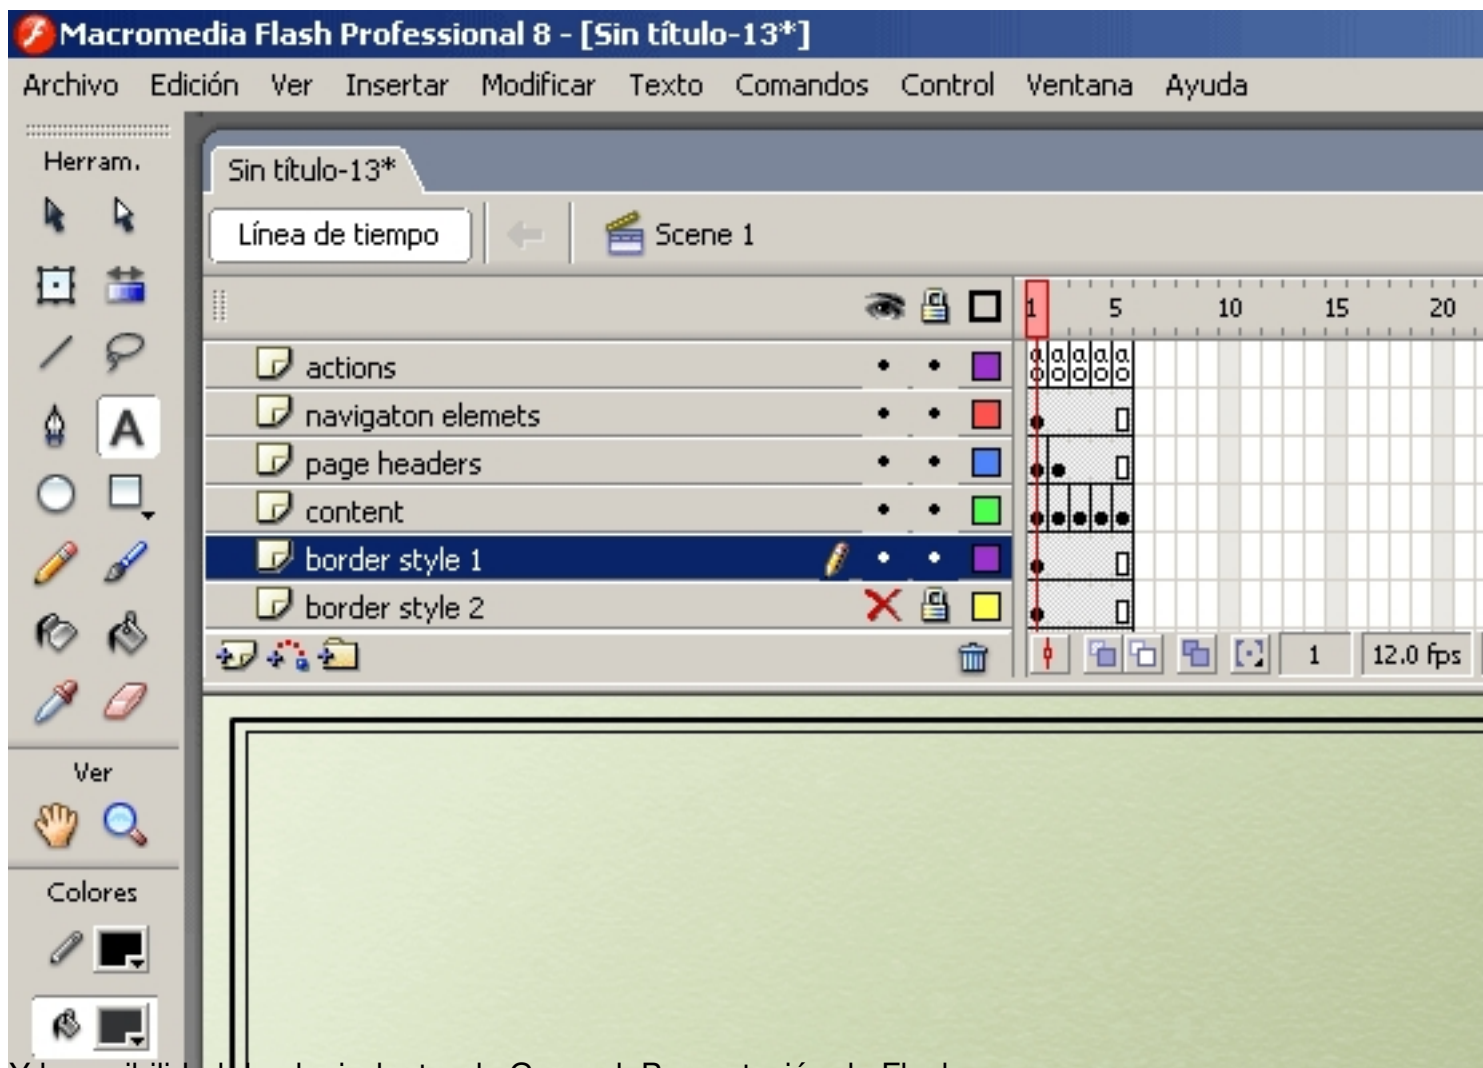 Macromedia Flash Professional 8 - [Sin título-13*]
Archivo Edición Ver Insertar Modificar Texto Comandos Control Ventana Ayuda
Herram.
Sin título-13*
Línea de tiempo
Scene 1
1 5 10 15 20
actions
navigaton elemets
page headers
content
border style 1
border style 2
1 12.0 fps
A
Ver
Colores